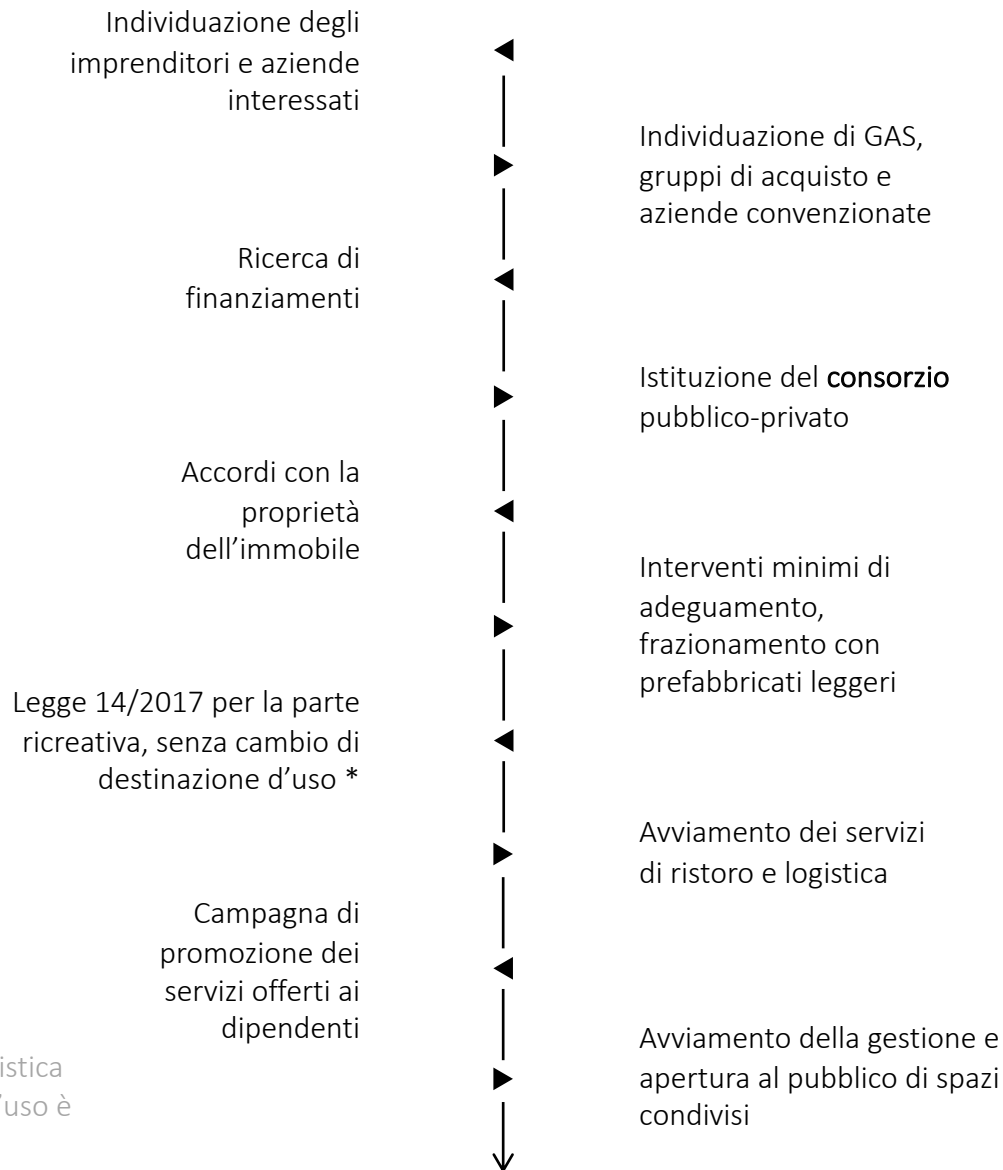 Individuazione degli
imprenditori e aziende
interessati
Individuazione di GAS,
gruppi di acquisto e
aziende convenzionate
Ricerca di
finanziamenti
Istituzione del consorzio
pubblico-privato
Accordi con la
proprietà
dell’immobile
Interventi minimi di
adeguamento,
frazionamento con
prefabbricati leggeri
Legge 14/2017 per la parte
ricreativa, senza cambio di
destinazione d’uso *
Avviamento dei servizi
di ristoro e logistica
Campagna di
promozione dei
servizi offerti ai
dipendenti
Avviamento della gestione e
apertura al pubblico di spazi
condivisi
istica
’uso è